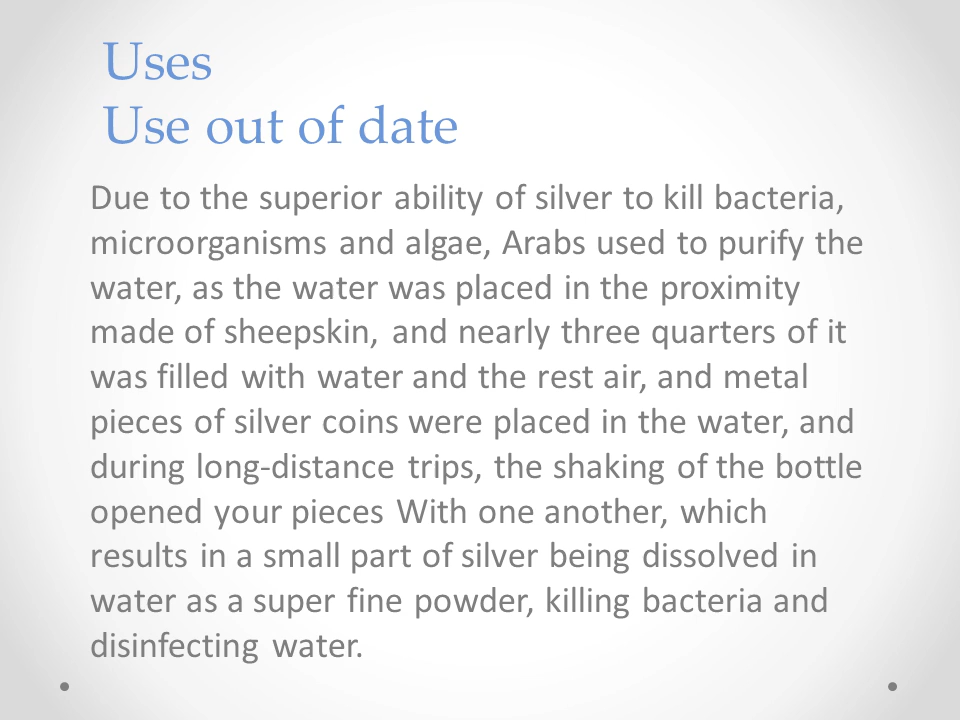 Uses
Use out of date
Due to the superior ability of silver to kill bacteria,
microorganisms and algae, Arabs used to purify the
water, as the water was placed in the proximity
made of sheepskin, and nearly three quarters of it
was filled with water and the rest air, and metal
pieces of silver coins were placed in the water, and
during long-distance trips, the shaking of the bottle
opened your pieces With one another, which
results in a small part of silver being dissolved in
water as a super fine powder, killing bacteria and
disinfecting water.